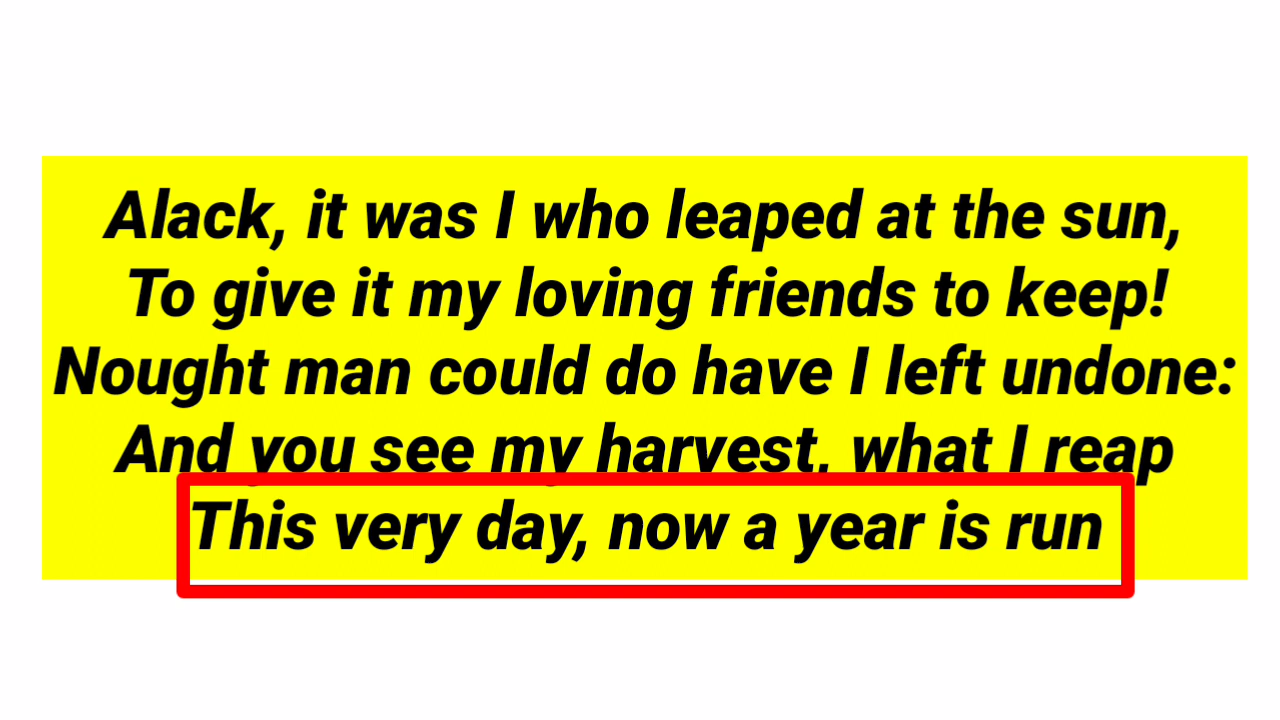 Alack, it was I who leaped at the sun,
To give it my loving friends to keep!
Nought man could do have I left undone:
And you see my harvest, what I reap
This very day, now a year is run